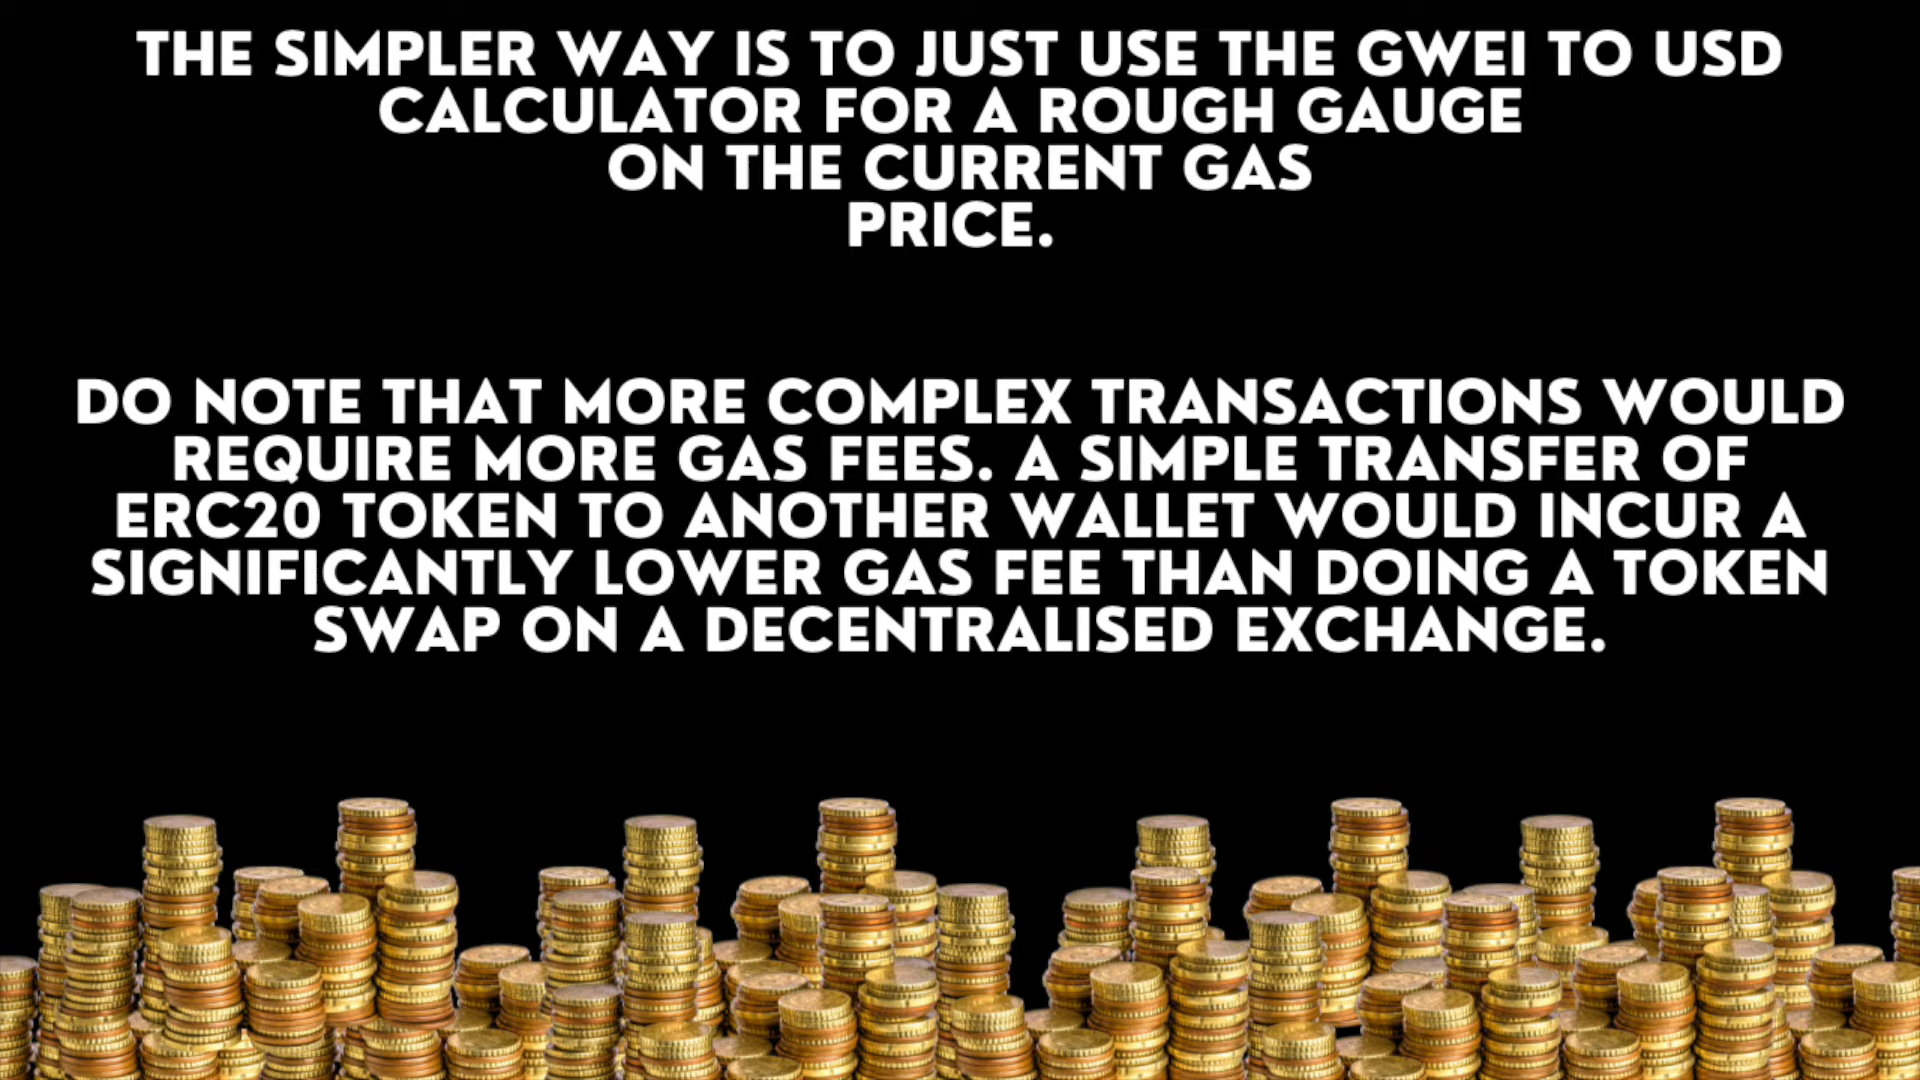 THE SIMPLER WAY IS TO JUST USE THE GWEI TO USD
CALCULATOR FOR A ROUGH GAUGE
ON THE CURRENT GAS
PRICE.
DO NOTE THAT MORE COMPLEX TRANSACTIONS WOULD
REQUIRE MORE GAS FEES. A SIMPLE TRANSFER OF
ERC20 TOKEN TO ANOTHER WALLET WOULD INCUR A
SIGNIFICANTLY LOWER GAS FEE THAN DOING A TOKEN
SWAP ON A DECENTRALISED EXCHANGE.